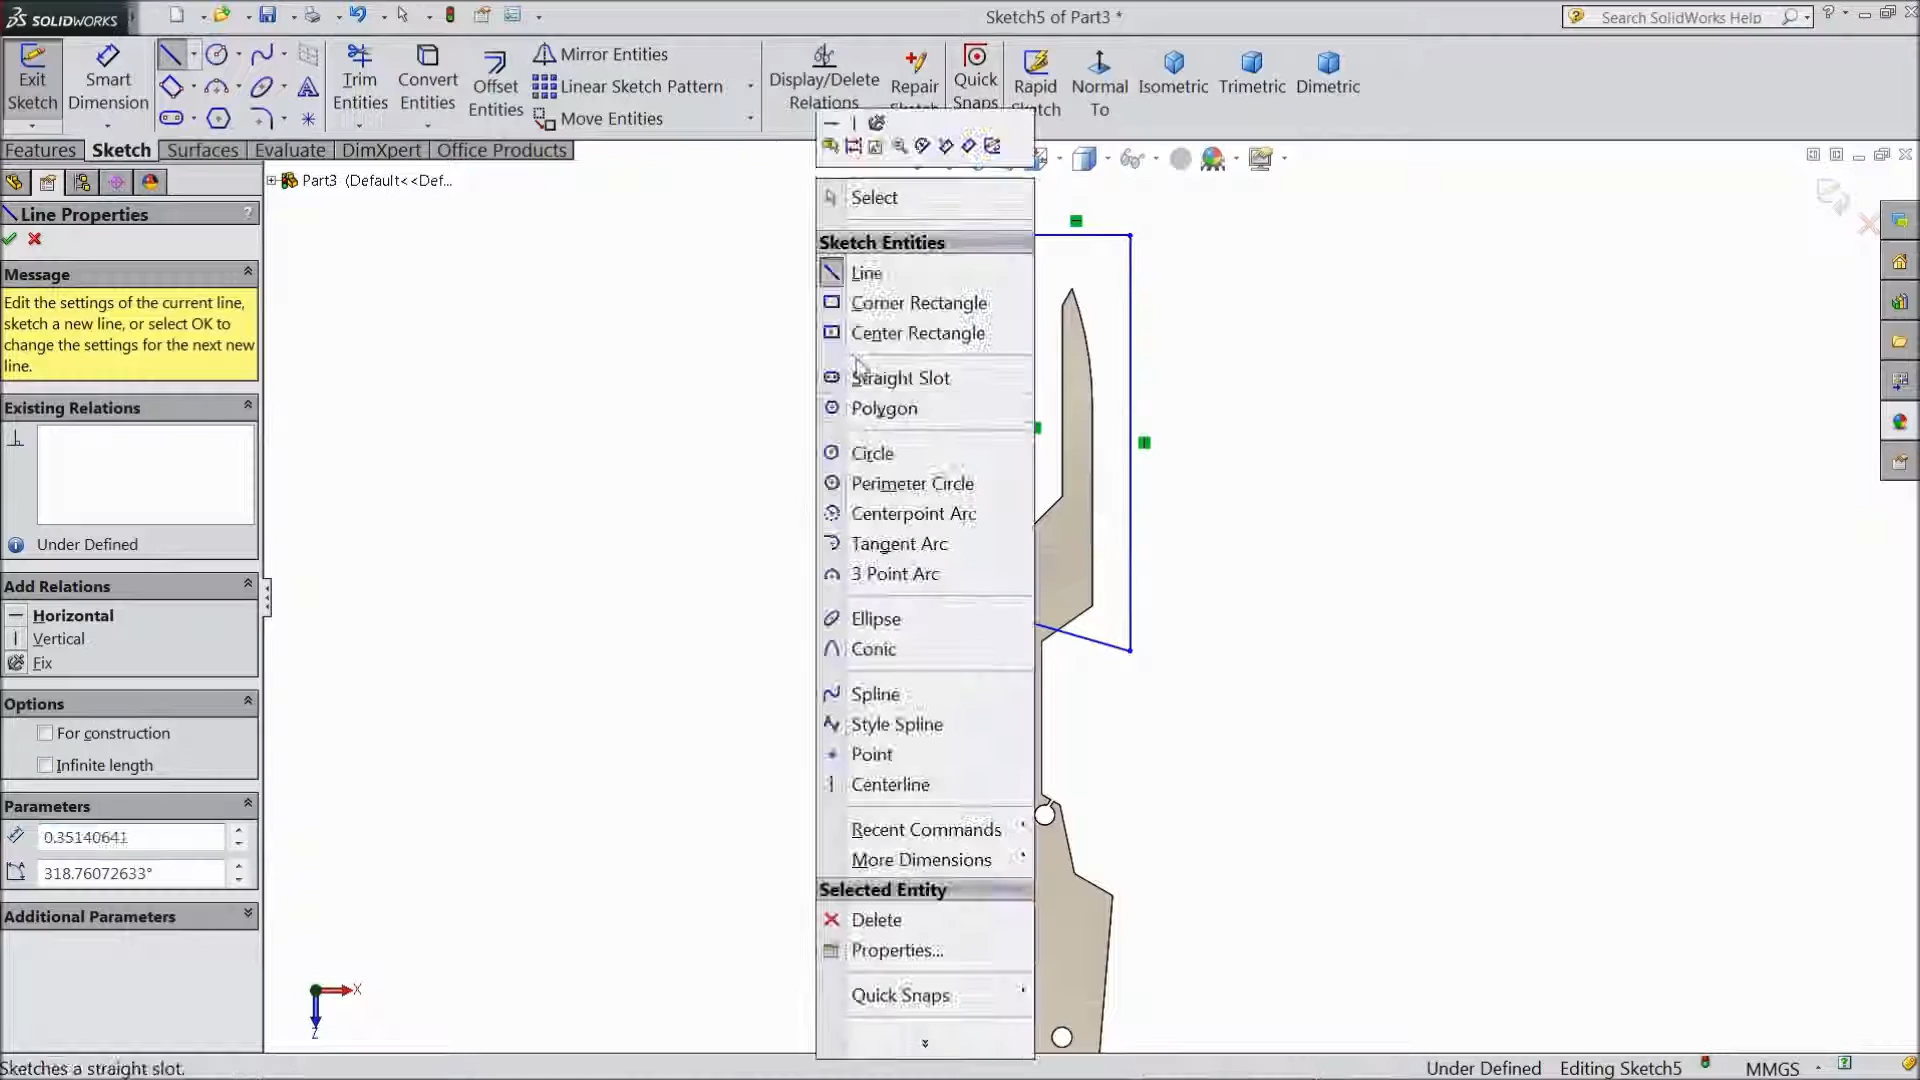 SOLIDWORKS
Sketch5 of Part3 *
Search SolidWorks Help
Exit Sketch
Smart Dimension
Trim Entities
Convert Entities
Offset Entities
Mirror Entities
Linear Sketch Pattern
Move Entities
Display/Delete Relations
Repair
Quick Snaps
Rapid Sketch
Normal To
Isometric
Trimetric
Dimetric
Features
Sketch
Surfaces
Evaluate
DimXpert
Office Products
Part3 (Default<<Def...
Line Properties
?
Message
Edit the settings of the current line,
sketch a new line, or select OK to
change the settings for the next new
line.
Existing Relations
Under Defined
Add Relations
Horizontal
Vertical
Fix
Options
For construction
Infinite length
Parameters
0.35140641
318.76072633°
Additional Parameters
Select
Sketch Entities
Line
Corner Rectangle
Center Rectangle
Straight Slot
Polygon
Circle
Perimeter Circle
Centerpoint Arc
Tangent Arc
3 Point Arc
Ellipse
Conic
Spline
Style Spline
Point
Centerline
Recent Commands
More Dimensions
Selected Entity
Delete
Properties...
Quick Snaps
X
Z
Sketches a straight slot.
Under Defined
Editing Sketch5
MMGS